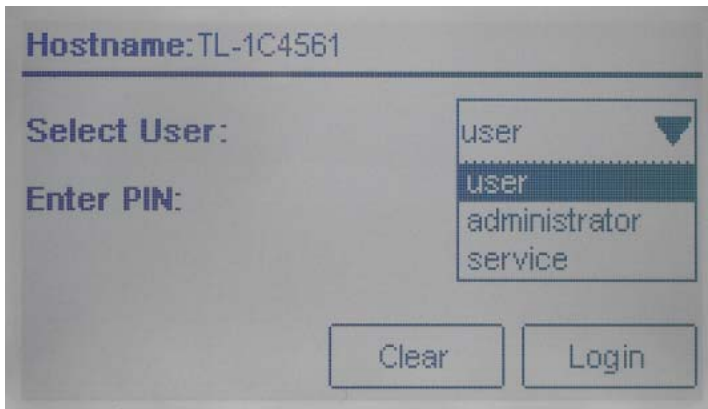 Hostname:TL-1C4561
Select User:
user
user
Enter PIN:
administrator
service
Clear
Login